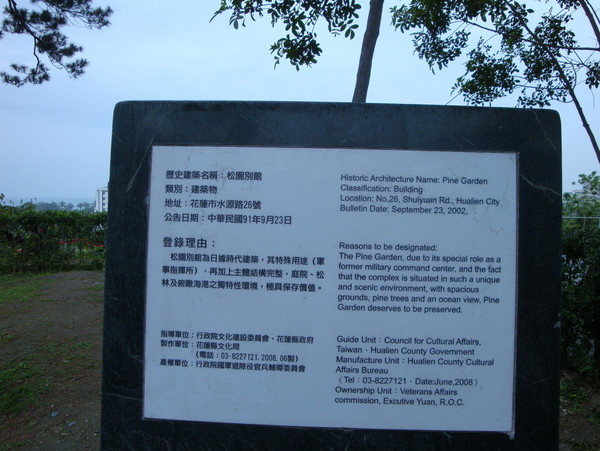 歷史建築名稱：松園別館
類別：建築物
地址：花蓮市水源路26號
公告日期：中華民國91年9月23日
登錄理由：
松園別館為日據時代建築，其特殊用途（軍
事指揮所），再加上主體結構完整，庭院、松
林及俯瞰海港之獨特性環境，極具保存價值。
指導單位：行政院文化建設委員會、花蓮縣政府
製作單位：花蓮縣文化局
（電話：03-8227121,2008,06製）
產權單位：行政院國軍退除役官兵輔導委員會
Historic Architecture Name: Pine Garden
Classification: Building
Location: No.26, Shuiyuan Rd., Hualien City
Bulletin Date: September 23, 2002.
Reasons to be designated:
The Pine Garden, due to its special role as a
former military command center, and the fact
that the complex is situated in such a unique
and scenic environment, with spacious
grounds, pine trees and an ocean view, Pine
Garden deserves to be preserved.
Guide Unit：Council for Cultural Affairs,
Taiwan、Hualien County Government
Manufacture Unit：Hualien County Cultural
Affairs Bureau
（Tel：03-8227121、Date:June,2008）
Ownership Unit：Veterans Affairs
commission, Excutive Yuan, R.O.C.